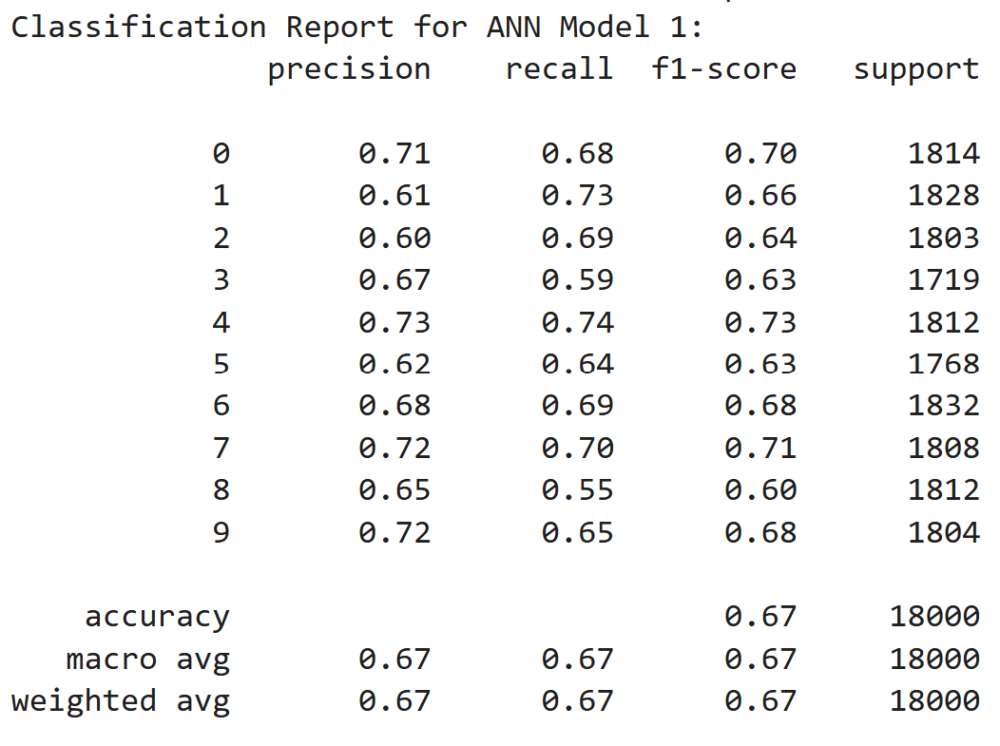 Classification Report for ANN Model 1:
precision recall f1-score support
0 0.71 0.68 0.70 1814
1 0.61 0.73 0.66 1828
2 0.60 0.69 0.64 1803
3 0.67 0.59 0.63 1719
4 0.73 0.74 0.73 1812
5 0.62 0.64 0.63 1768
6 0.68 0.69 0.68 1832
7 0.72 0.70 0.71 1808
8 0.65 0.55 0.60 1812
9 0.72 0.65 0.68 1804
accuracy 0.67 18000
macro avg 0.67 0.67 0.67 18000
weighted avg 0.67 0.67 0.67 18000